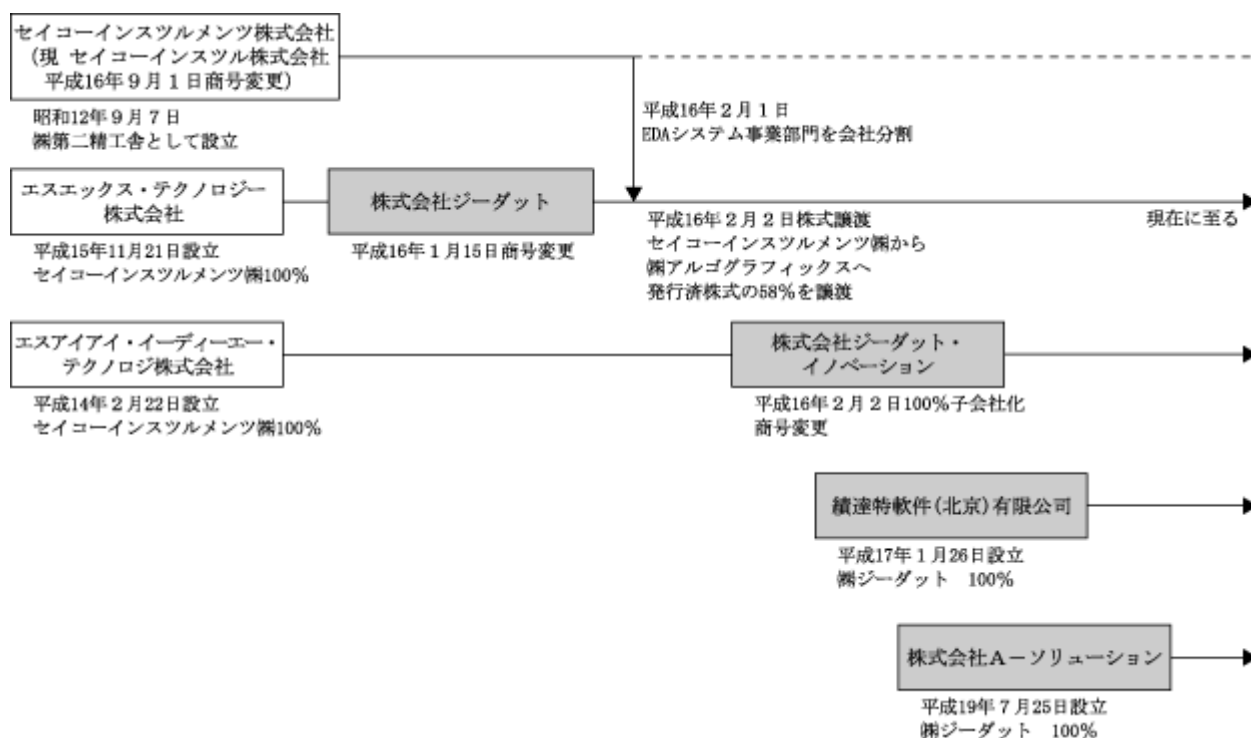 セイコーインスツルメンツ株式会社
(現 セイコーインスツル株式会社
平成16年9月1日商号変更)
昭和12年9月7日
㈱第二精工舎として設立
平成16年2月1日
EDAシステム事業部門を会社分割
エスエックス・テクノロジー
株式会社
平成15年11月21日設立
セイコーインスツルメンツ㈱100%
株式会社ジーダット
平成16年1月15日商号変更
平成16年2月2日株式譲渡
セイコーインスツルメンツ㈱から
㈱アルゴグラフィックスへ
発行済株式の58%を譲渡
現在に至る
エスアイアイ・イーディーエー・
テクノロジ株式会社
平成14年2月22日設立
セイコーインスツルメンツ㈱100%
株式会社ジーダット・
イノベーション
平成16年2月2日100%子会社化
商号変更
績達特軟件(北京)有限公司
平成17年1月26日設立
㈱ジーダット 100%
株式会社A－ソリューション
平成19年7月25日設立
㈱ジーダット 100%